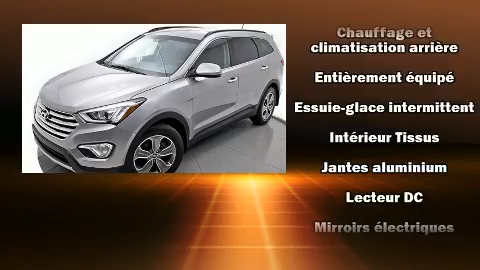 Chauffage et
climatisation arrière
Entièrement équipé
Essuie-glace intermittent
Intérieur Tissus
Jantes aluminium
Lecteur DC
Mirroirs électriques